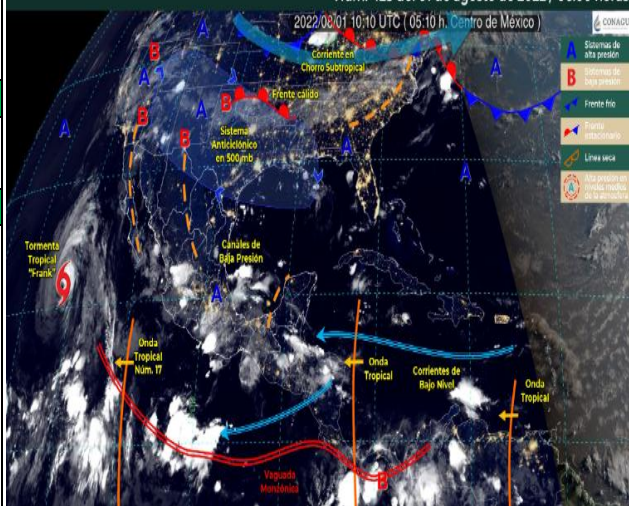 2022/08/01 10:10 UTC ( 05:10 h. Centro de México )
CONAGUA
A Sistemas de
alta presión
B Sistemas de
baja presión
Frente frío
Frente
estacionario
Línea seca
A Alta presión en
niveles medios
de la atmósfera
Corriente en
Chorro Subtropical
Frente cálido
Sistema
Anticiclónico
en 500 mb
A
A
A
A
A
A
A
A
B
B
B
B
Canales de
Baja Presión
Tormenta
Tropical
"Frank"
Onda
Tropical
Núm. 17
Onda
Tropical
Corrientes de
Bajo Nivel
Onda
Tropical
Vaguada
Monzónica
B